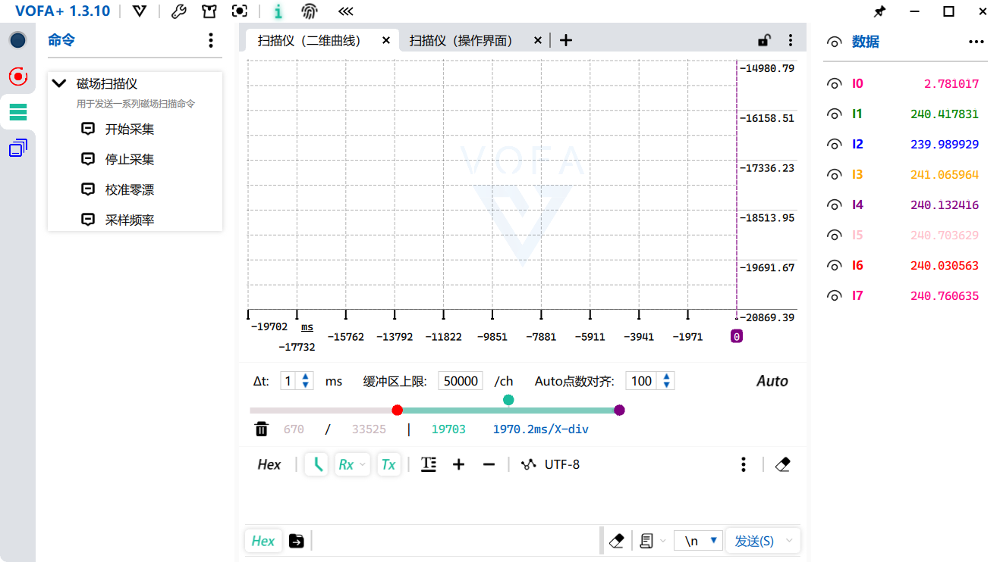 VOFA+ 1.3.10
命令
磁场扫描仪
用于发送一系列磁场扫描命令
开始采集
停止采集
校准零漂
采样频率
扫描仪（二维曲线）
扫描仪（操作界面）
VOFA
-14980.79
-16158.51
-17336.23
-18513.95
-19691.67
-20869.39
-19702 ms
-17732
-15762 -13792 -11822 -9851 -7881 -5911 -3941 -1971 0
Δt: 1 ms 缓冲区上限: 50000 /ch Auto点数对齐: 100 Auto
670 / 33525 | 19703 1970.2ms/X-div
Hex Rx Tx UTF-8
Hex \n 发送(S)
数据
I0 2.781017
I1 240.417831
I2 239.989929
I3 241.065964
I4 240.132416
I5 240.703629
I6 240.030563
I7 240.760635